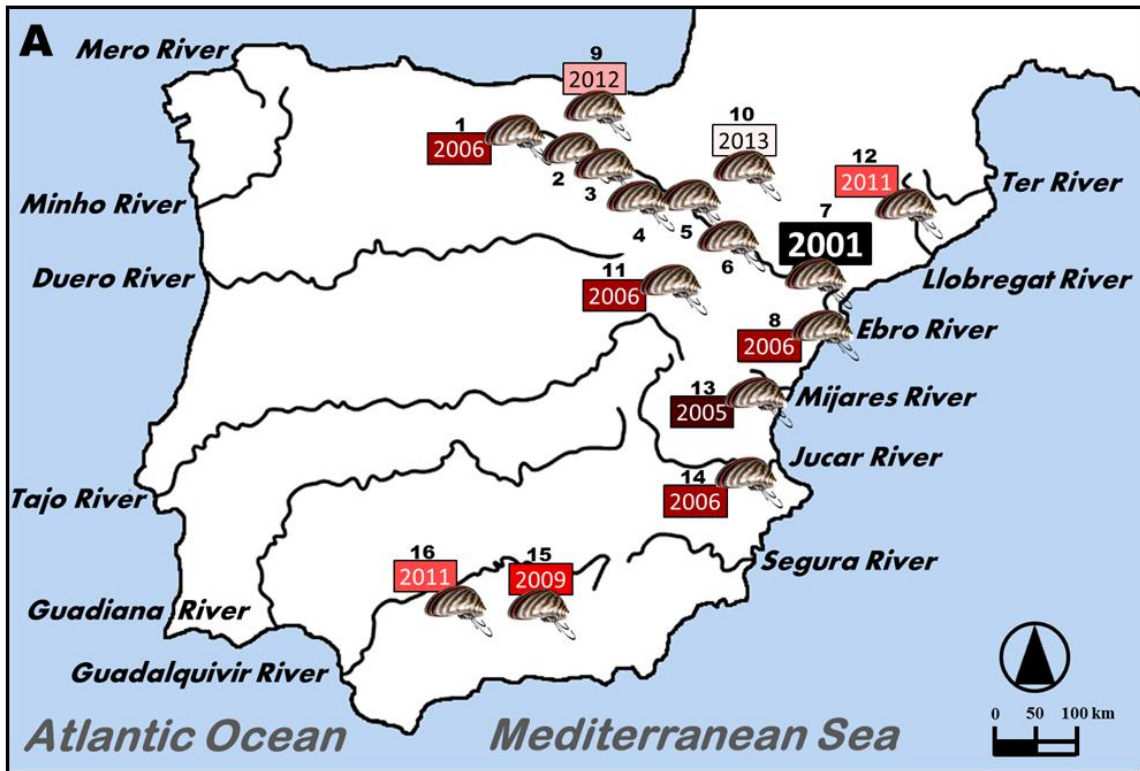 A
Mero River
9
2012
1
2006
10
2013
12
2011
2
3
Ter River
Minho River
4
5
7
2001
6
Duero River
11
2006
Llobregat River
8
2006
Ebro River
13
2005
Mijares River
Jucar River
14
2006
Tajo River
16
2011
15
2009
Segura River
Guadiana River
Guadalquivir River
0 50 100 km
Atlantic Ocean
Mediterranean Sea